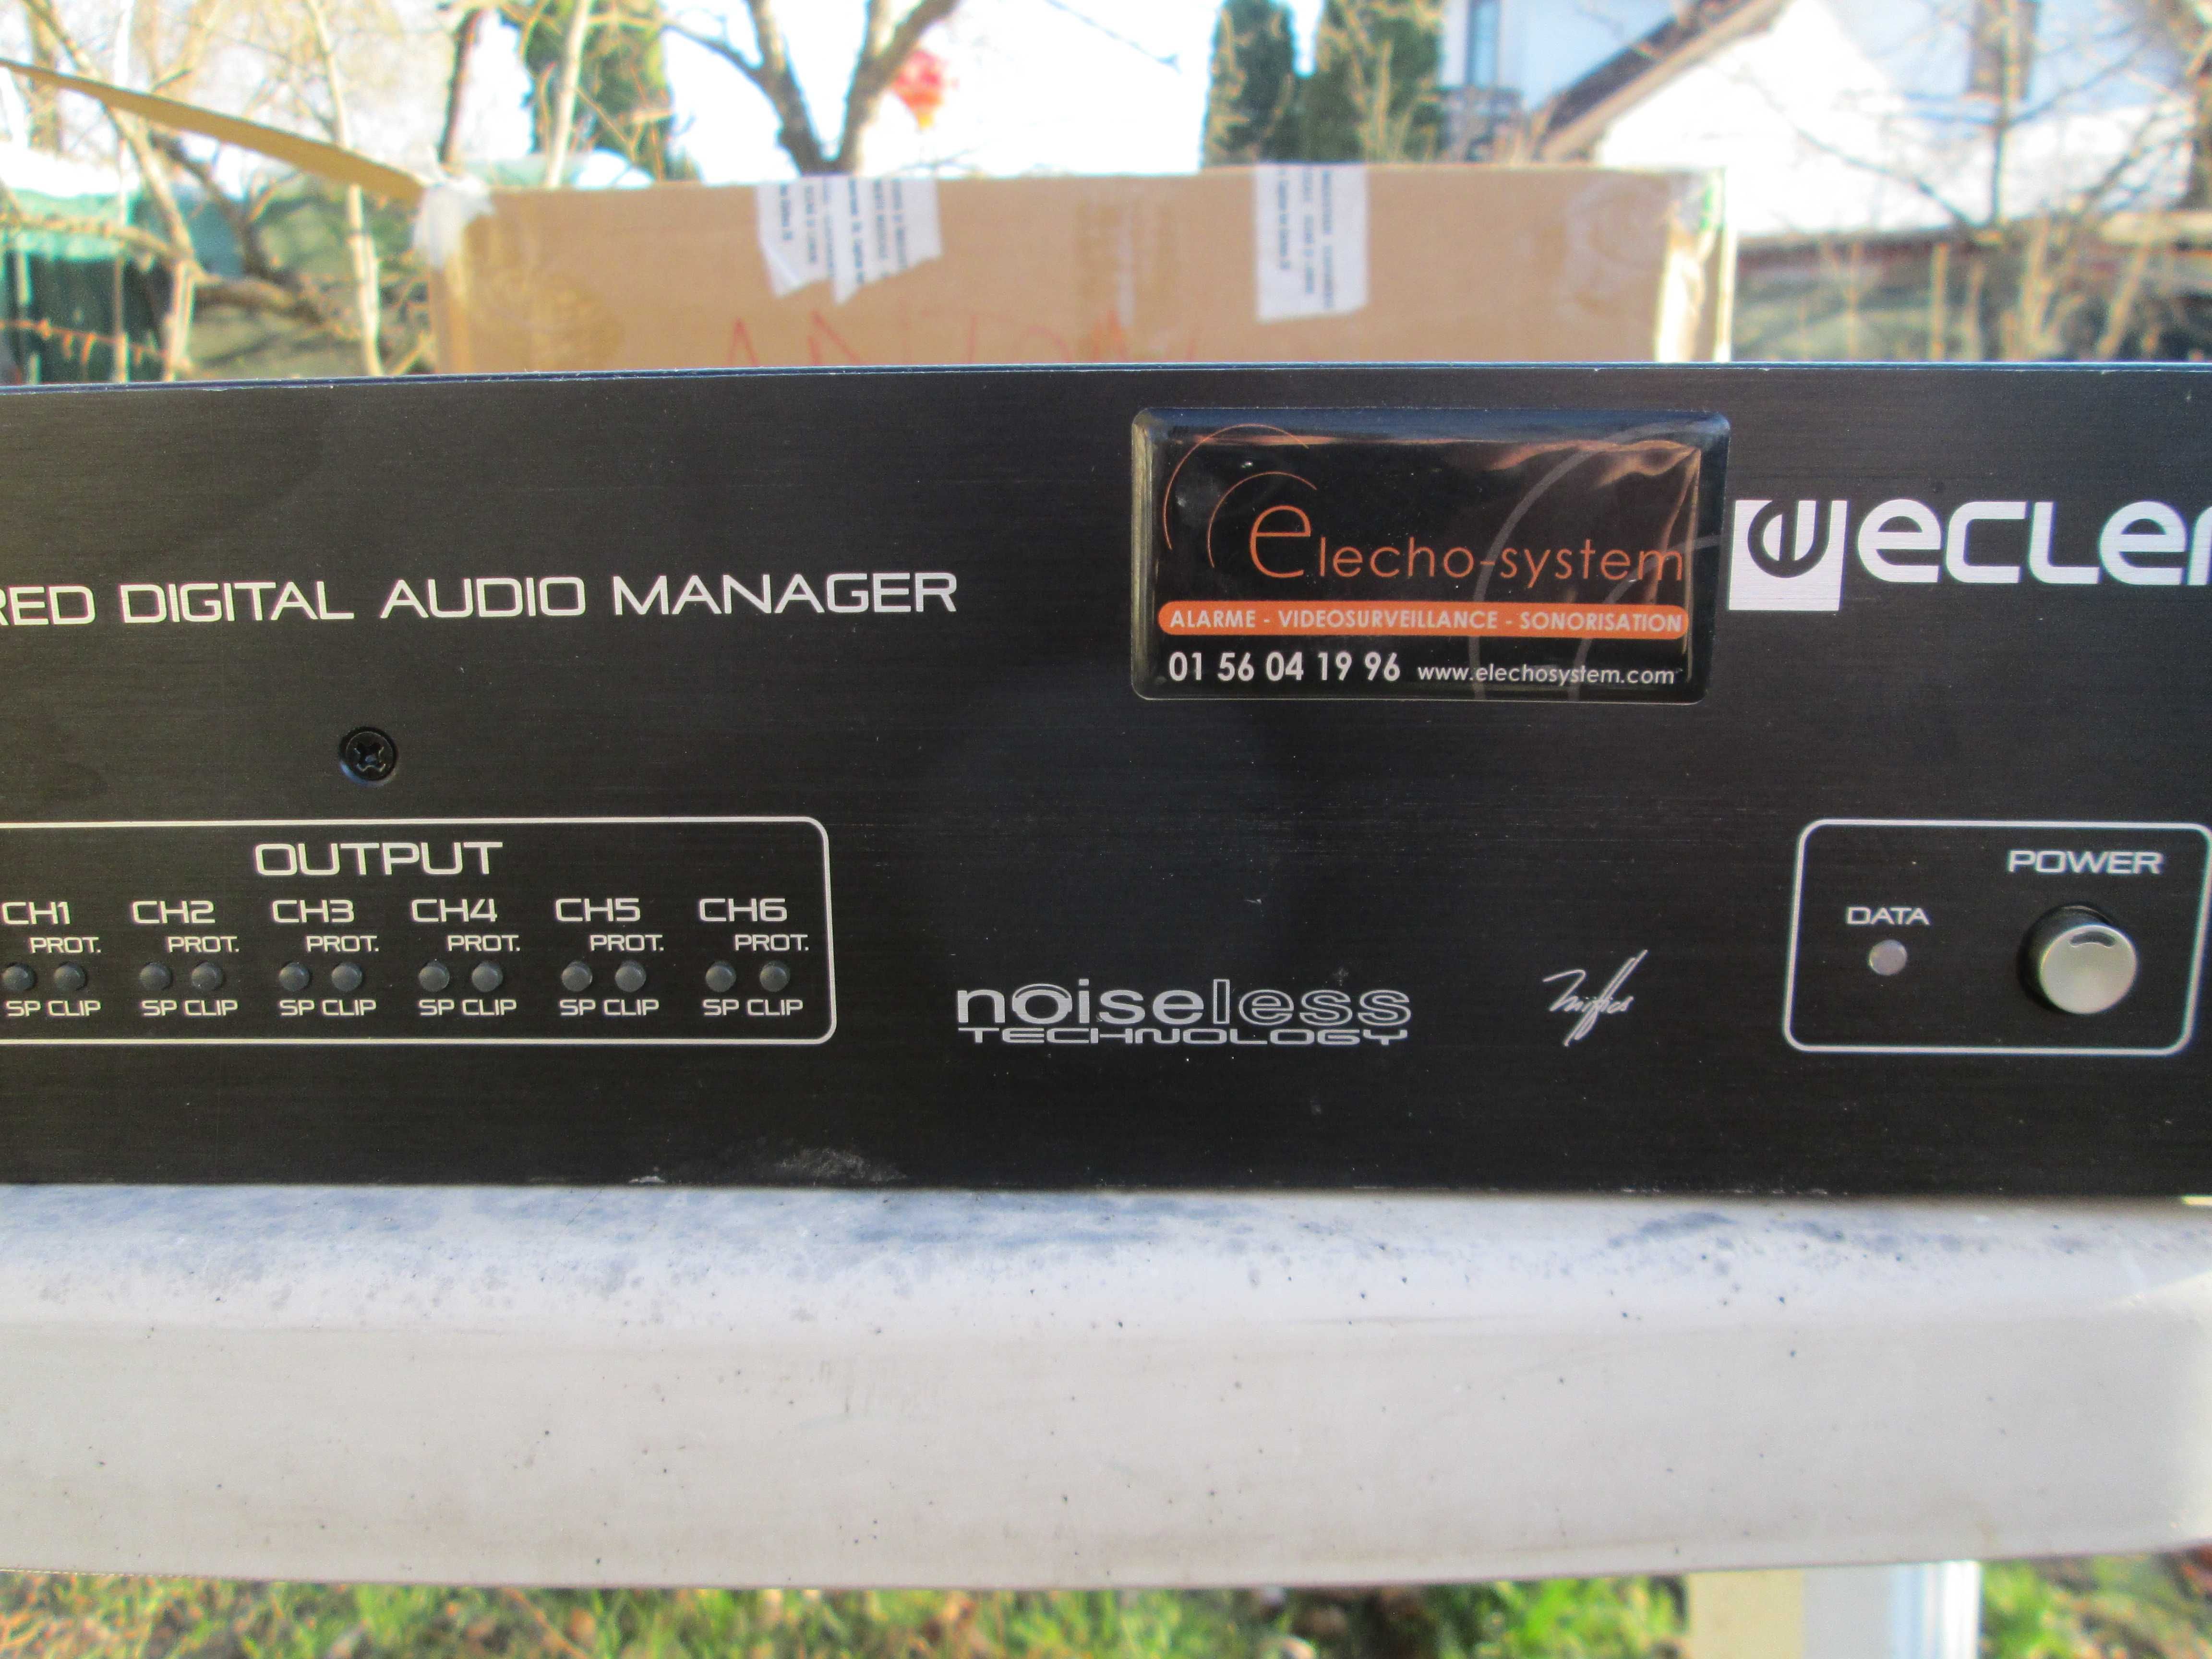 RED DIGITAL AUDIO MANAGER
elecho-system
ALARME - VIDEOSURVEILLANCE - SONORISATION
01 56 04 19 96 www.elechosystem.com
ecler
OUTPUT
CH1 CH2 CH3 CH4 CH5 CH6
PROT. PROT. PROT. PROT. PROT. PROT.
SP CLIP SP CLIP SP CLIP SP CLIP SP CLIP SP CLIP
noiseless
TECHNOLOGY
POWER
DATA